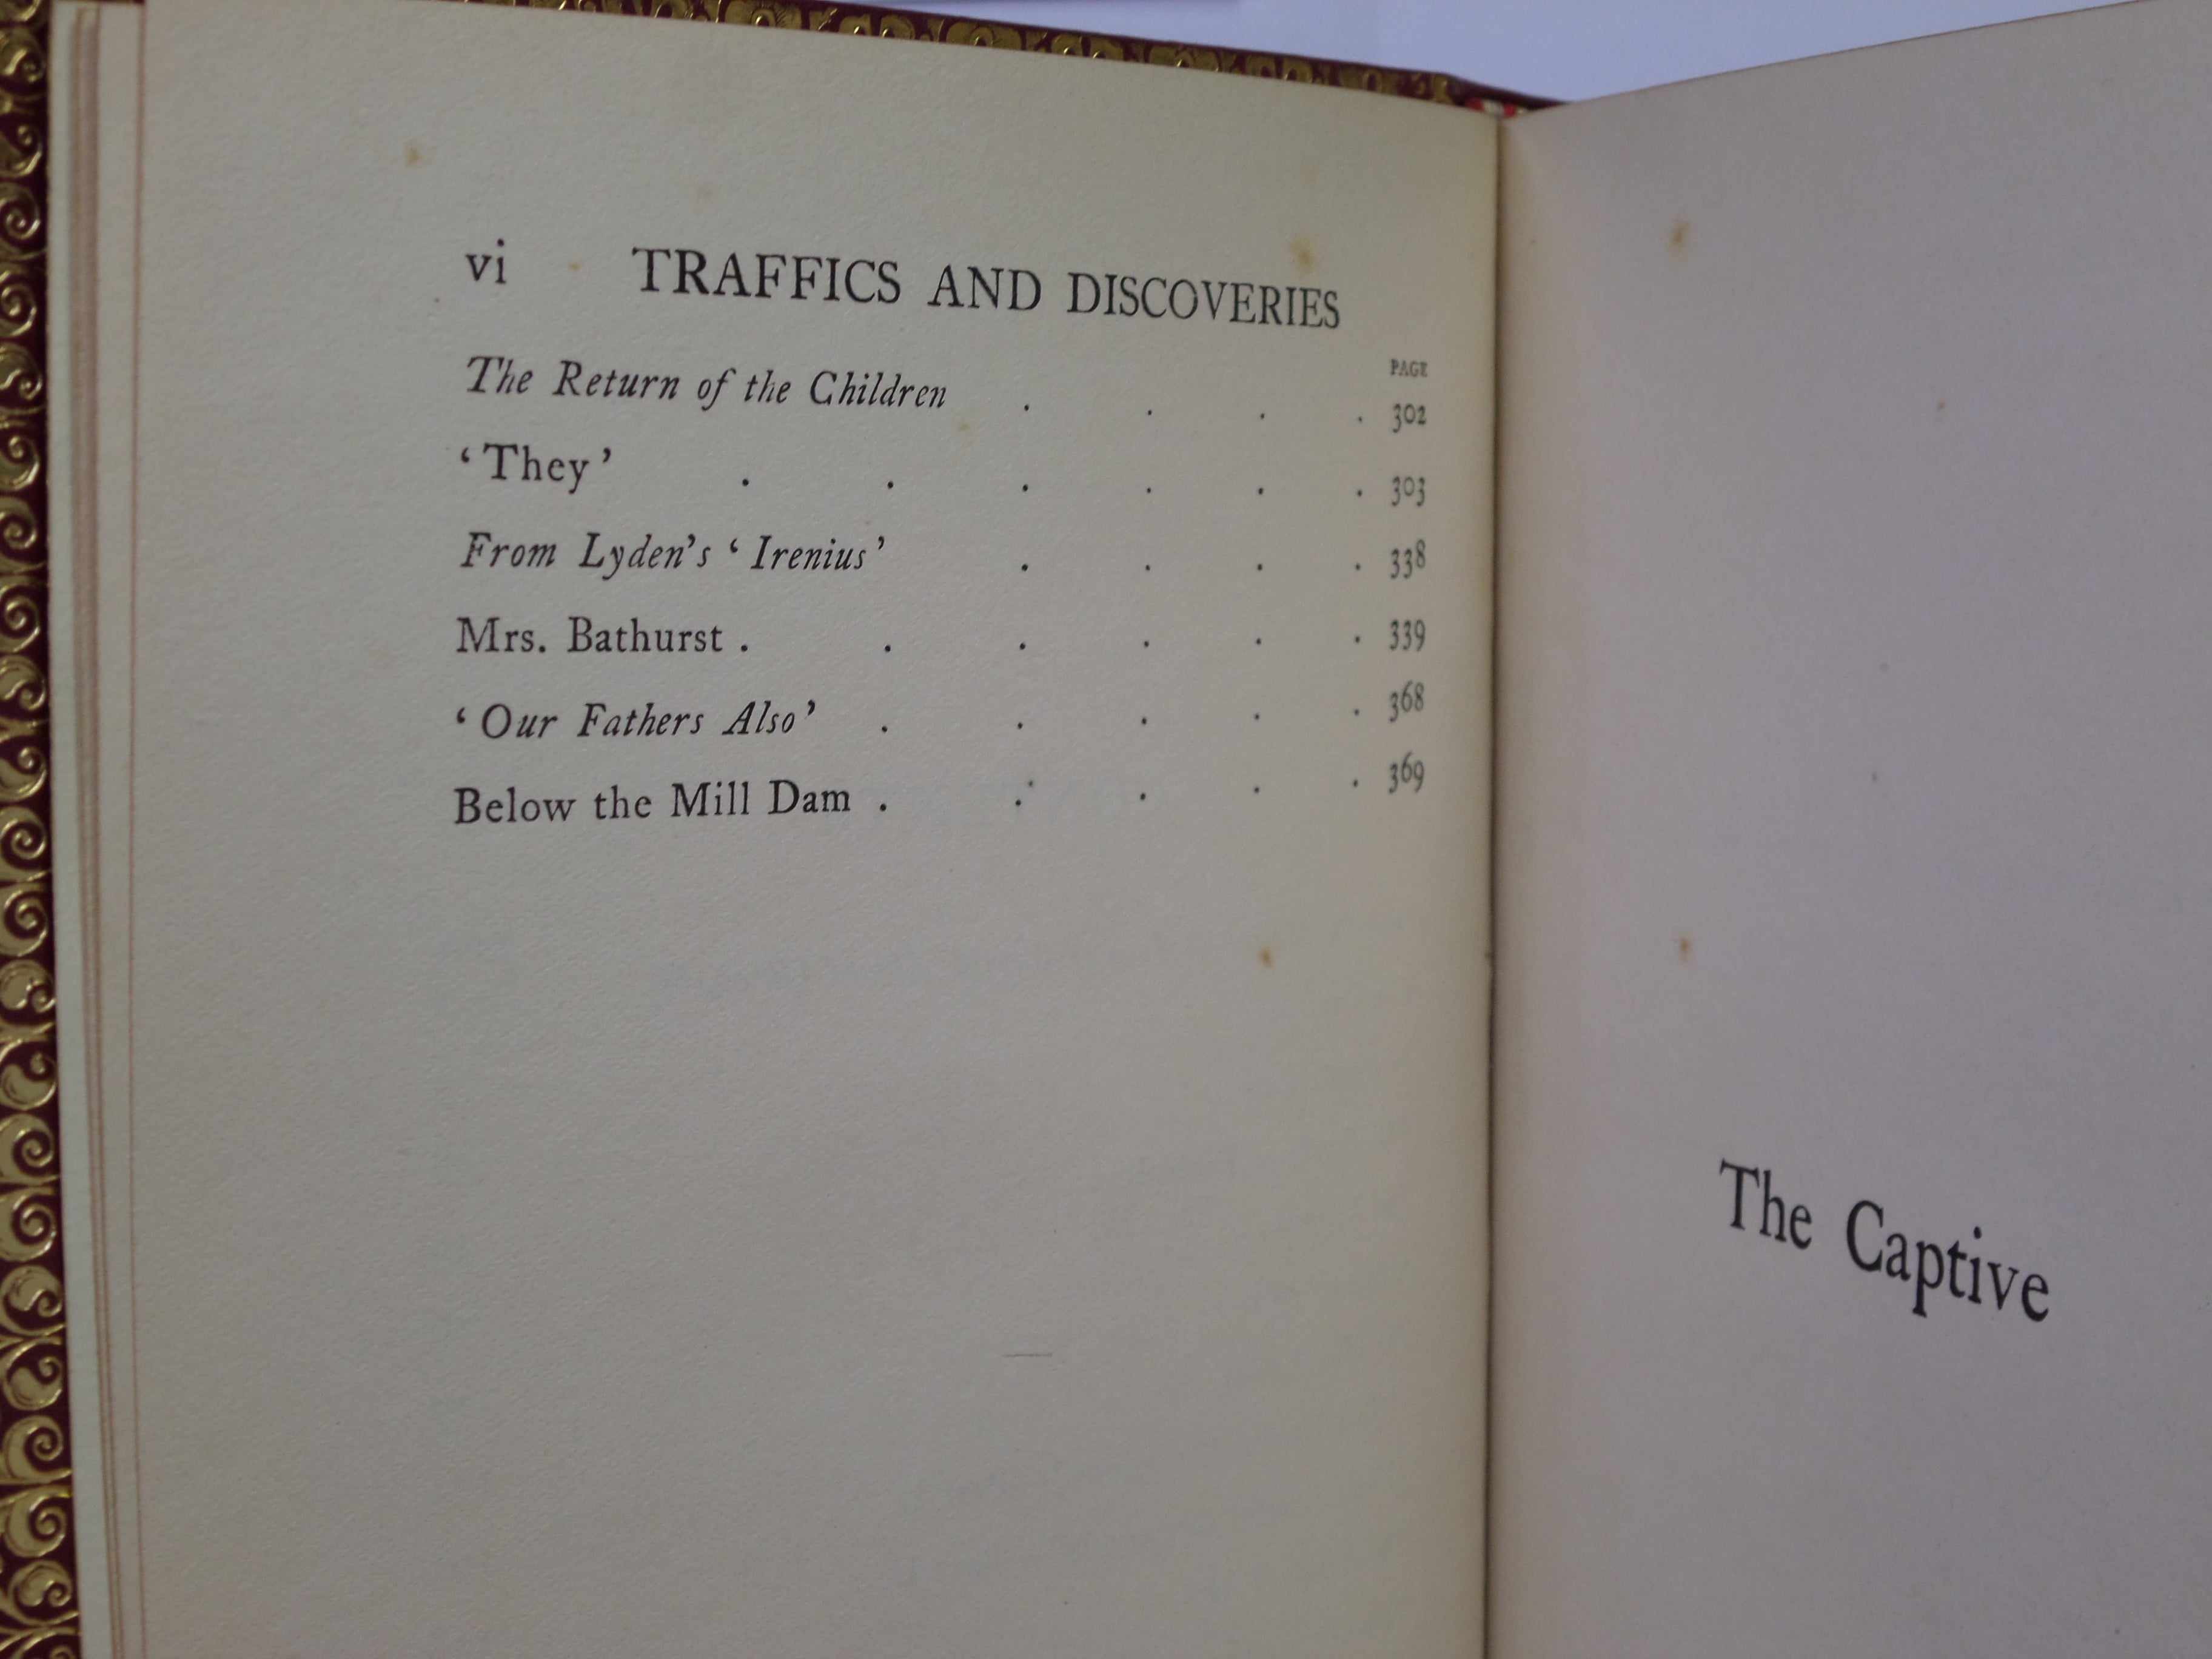 vi TRAFFICS AND DISCOVERIES
PAGE
The Return of the Children . . . . 302
‘They’ . . . . . . 303
From Lyden’s ‘Irenius’ . . . . 338
Mrs. Bathurst . . . . . . 339
‘Our Fathers Also’ . . . . . 368
Below the Mill Dam . . . . . 369
The Captive